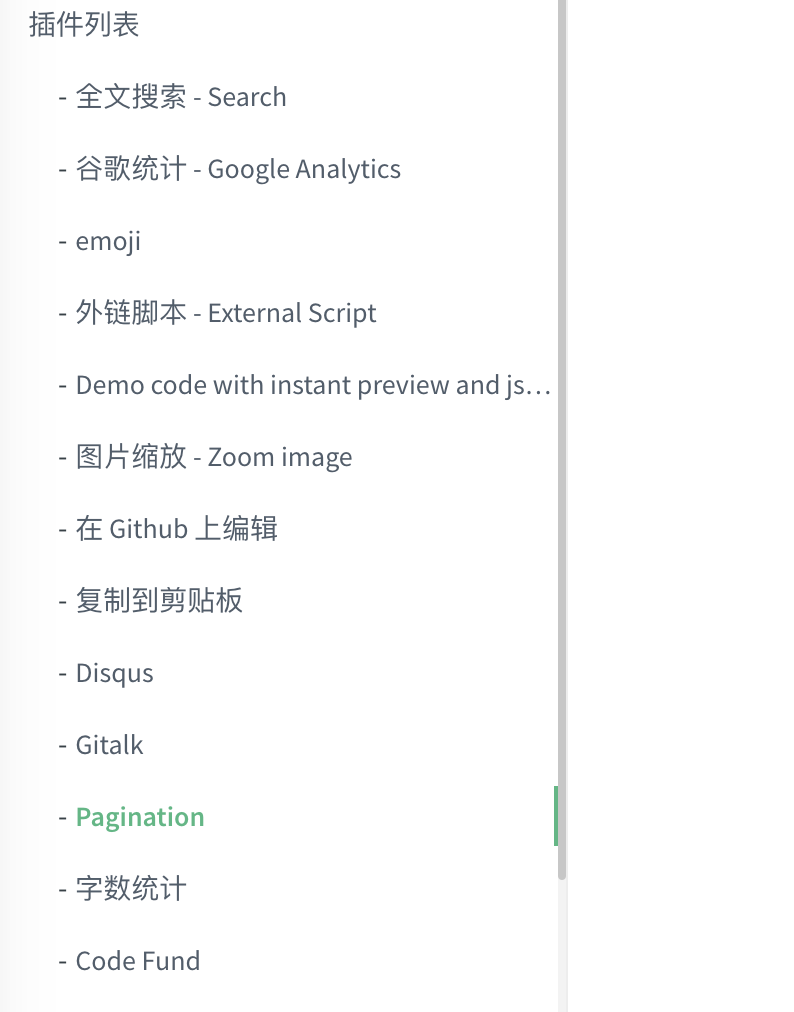 插件列表
- 全文搜索 - Search
- 谷歌统计 - Google Analytics
- emoji
- 外链脚本 - External Script
- Demo code with instant preview and js…
- 图片缩放 - Zoom image
- 在 Github 上编辑
- 复制到剪贴板
- Disqus
- Gitalk
- Pagination
- 字数统计
- Code Fund